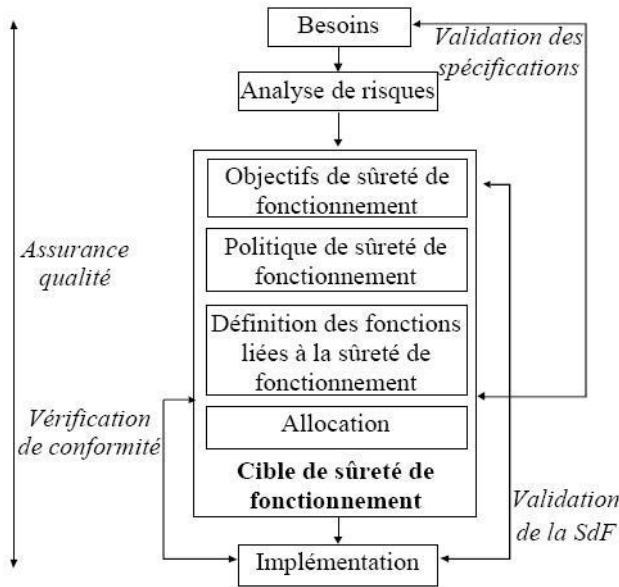 Besoins
Validation des
spécifications
Analyse de risques
Objectifs de sûreté de
fonctionnement
Politique de sûreté de
fonctionnement
Assurance
qualité
Définition des fonctions
liées à la sûreté de
fonctionnement
Vérification
de conformité
Allocation
Cible de sûreté de
fonctionnement
Validation
de la SdF
Implémentation